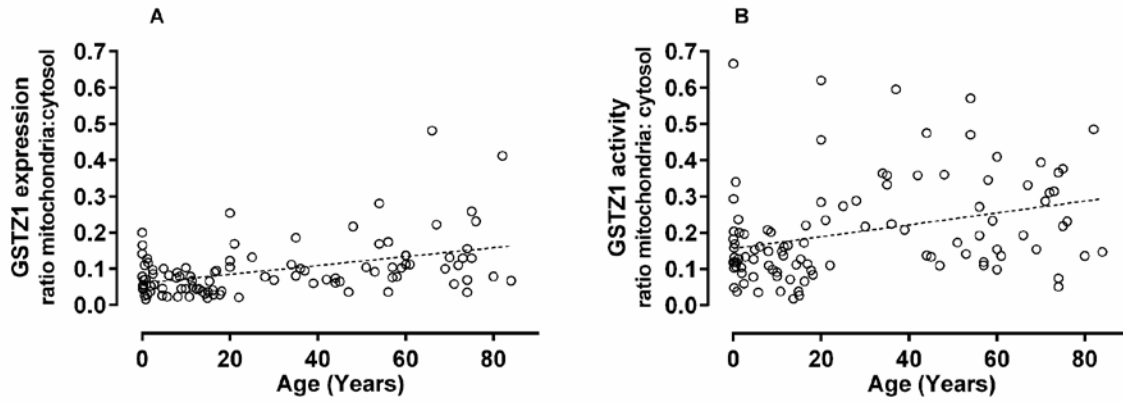 A
GSTZ1 expression
ratio mitochondria:cytosol
0.7
0.6
0.5
0.4
0.3
0.2
0.1
0.0
0 20 40 60 80
Age (Years)
B
GSTZ1 activity
ratio mitochondria: cytosol
0.7
0.6
0.5
0.4
0.3
0.2
0.1
0.0
0 20 40 60 80
Age (Years)